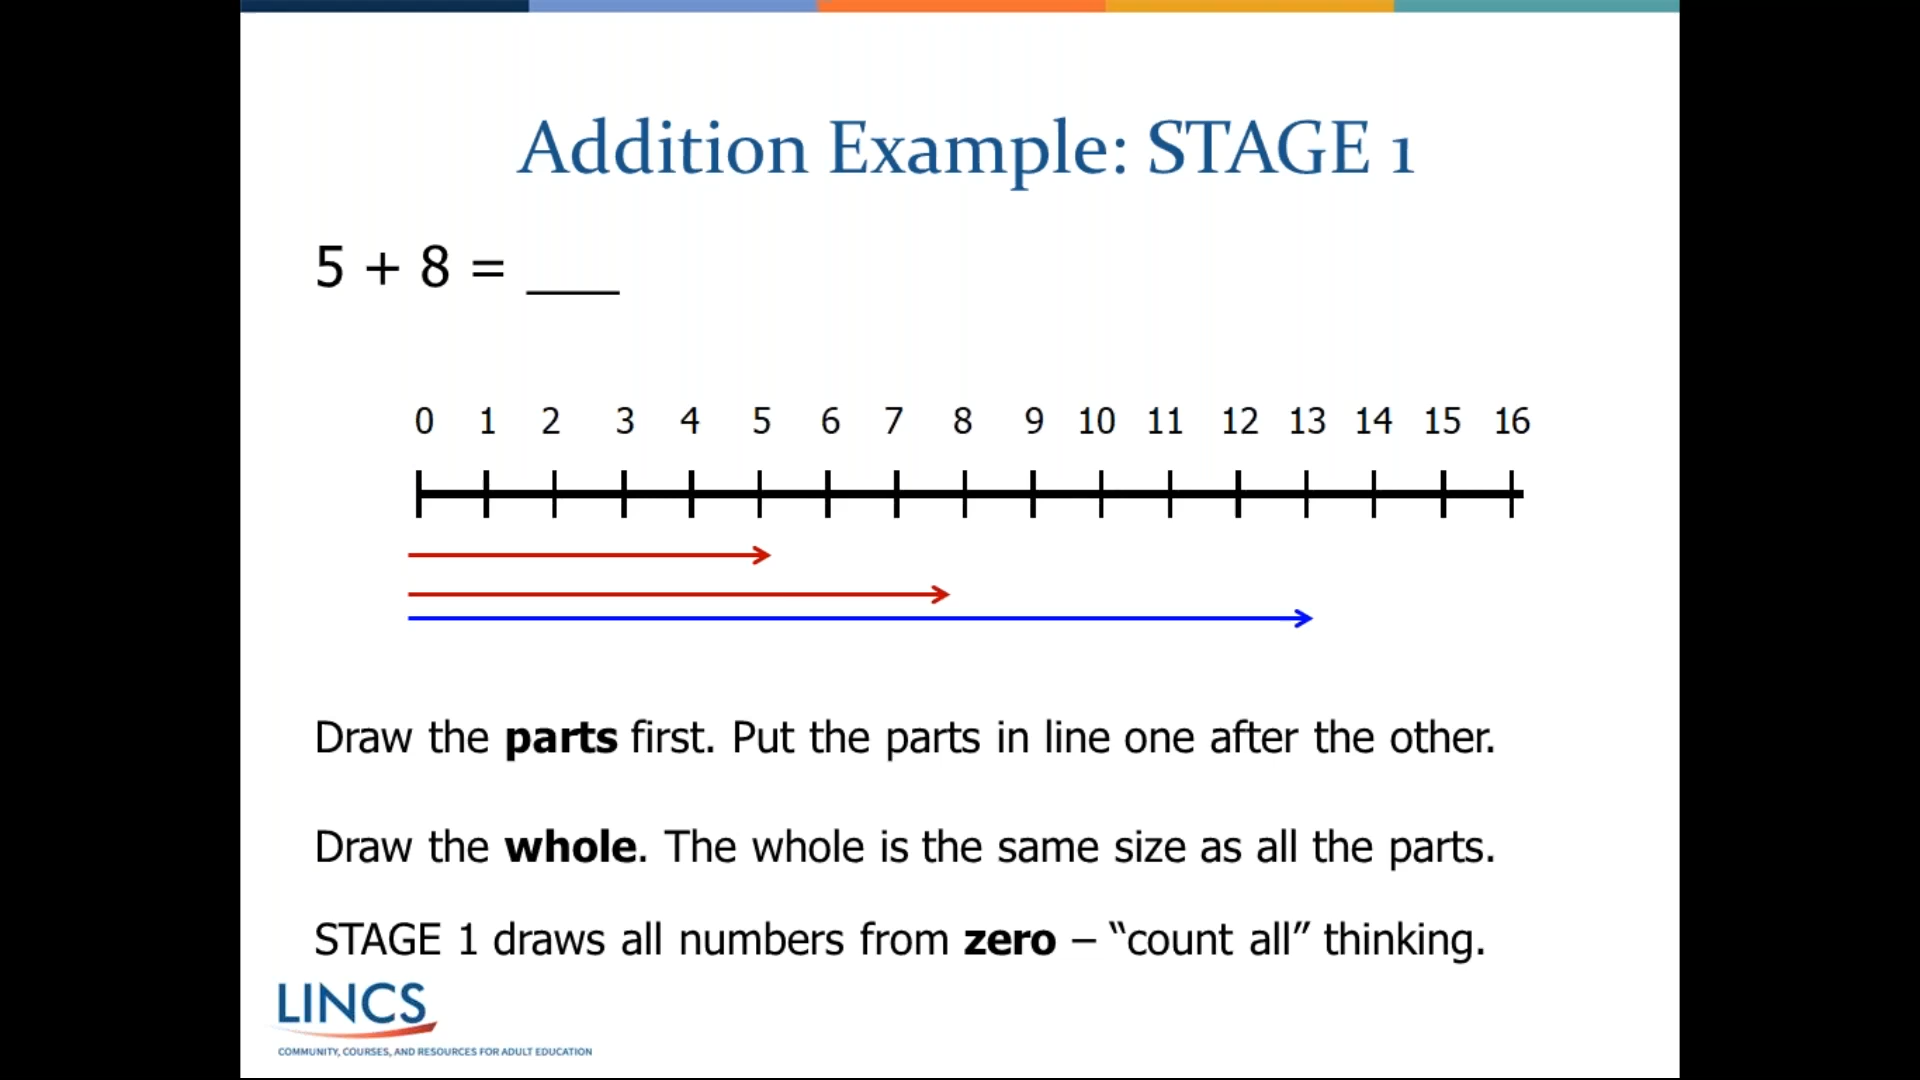 Addition Example: STAGE 1
5 + 8 = ___
0 1 2 3 4 5 6 7 8 9 10 11 12 13 14 15 16
Draw the parts first. Put the parts in line one after the other.
Draw the whole. The whole is the same size as all the parts.
STAGE 1 draws all numbers from zero – “count all” thinking.
LINCS
COMMUNITY, COURSES, AND RESOURCES FOR ADULT EDUCATION